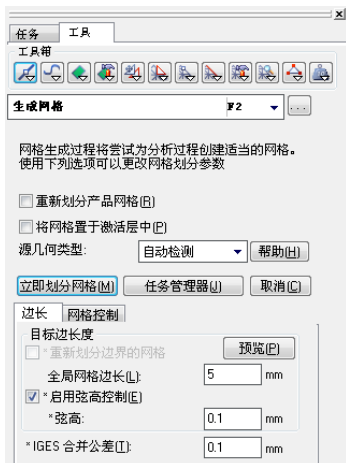 任务 工具
工具箱
生成网格 F2 ...
网格生成过程将尝试为分析过程创建适当的网格。
使用下列选项可以更改网格划分参数
重新划分产品网格(R)
将网格置于激活层中(P)
源几何类型: 自动检测 帮助(H)
立即划分网格(M) 任务管理器(J) 取消(C)
边长 网格控制
目标边长度
*重新划分边界的网格 预览(P)
全局网格边长(L): 5 mm
*启用弦高控制(E)
*弦高: 0.1 mm
*IGES 合并公差(T): 0.1 mm